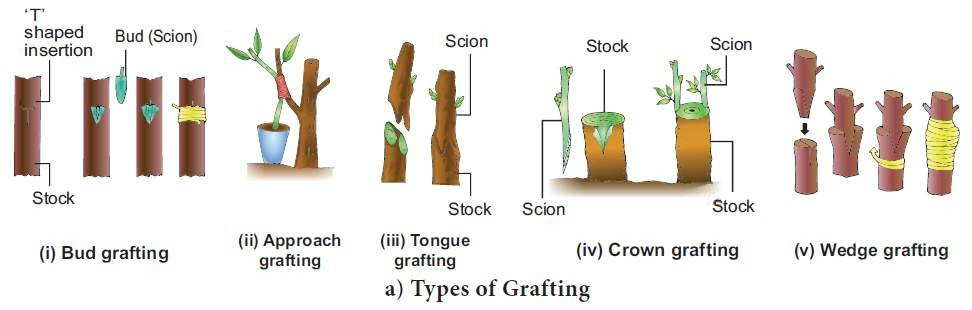 ‘T’
shaped
insertion
Bud (Scion)
Stock
(i) Bud grafting
(ii) Approach
grafting
Scion
Stock
(iii) Tongue
grafting
Stock
Scion
Scion
Stock
(iv) Crown grafting
(v) Wedge grafting
a) Types of Grafting